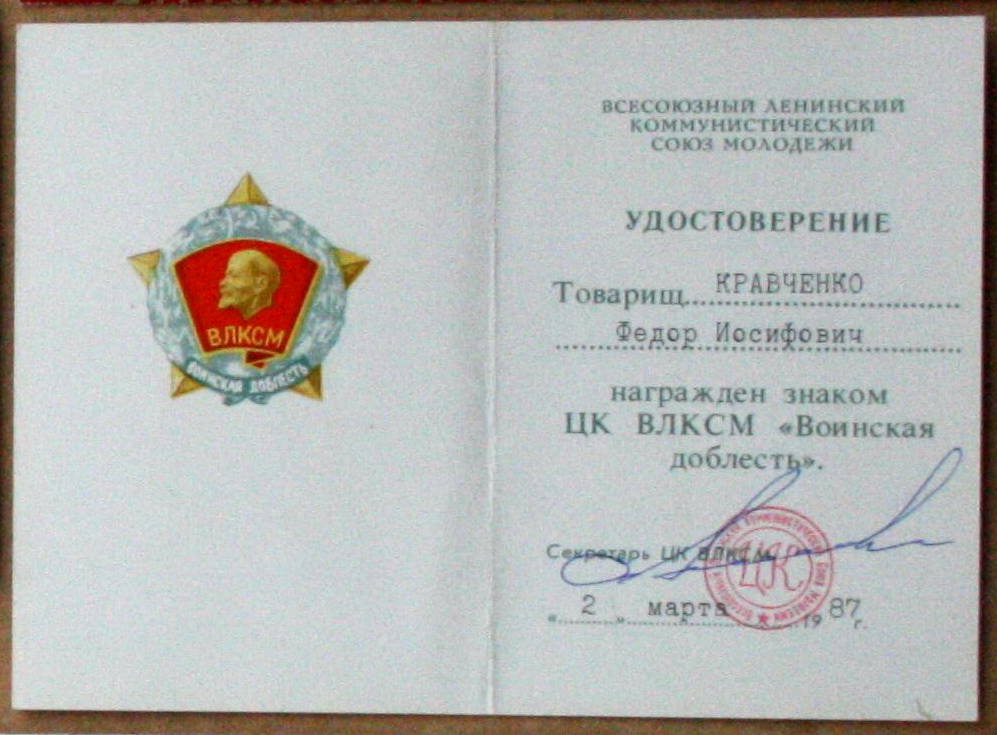 ВЛКСМ
ВОИНСКАЯ ДОБЛЕСТЬ
ВСЕСОЮЗНЫЙ ЛЕНИНСКИЙ
КОММУНИСТИЧЕСКИЙ
СОЮЗ МОЛОДЕЖИ
УДОСТОВЕРЕНИЕ
Товарищ КРАВЧЕНКО
Федор Иосифович
награжден знаком
ЦК ВЛКСМ «Воинская
доблесть».
Секретарь ЦК ВЛКСМ
ЦК
« 2 » марта 1987 г.